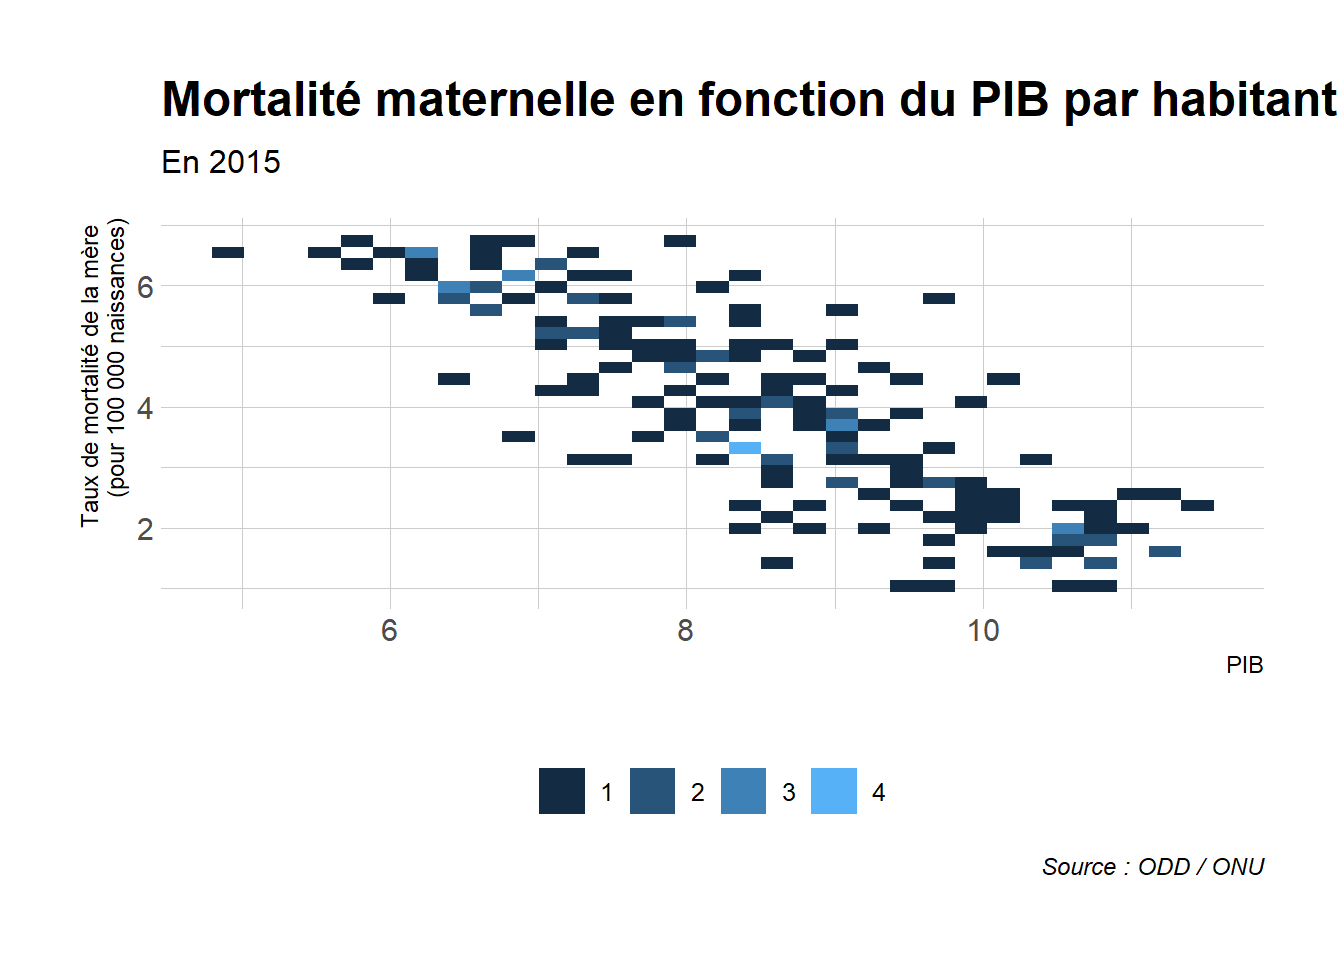 Mortalité maternelle en fonction du PIB par habitant
En 2015
Taux de mortalité de la mère
(pour 100 000 naissances)
6
4
2
6 8 10
PIB
1 2 3 4
Source : ODD / ONU